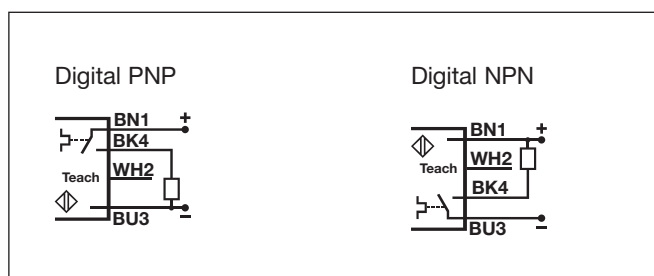 Digital PNP
BN1 +
BK4
Teach WH2
BU3 −
Digital NPN
BN1 +
Teach WH2
BK4
BU3 −